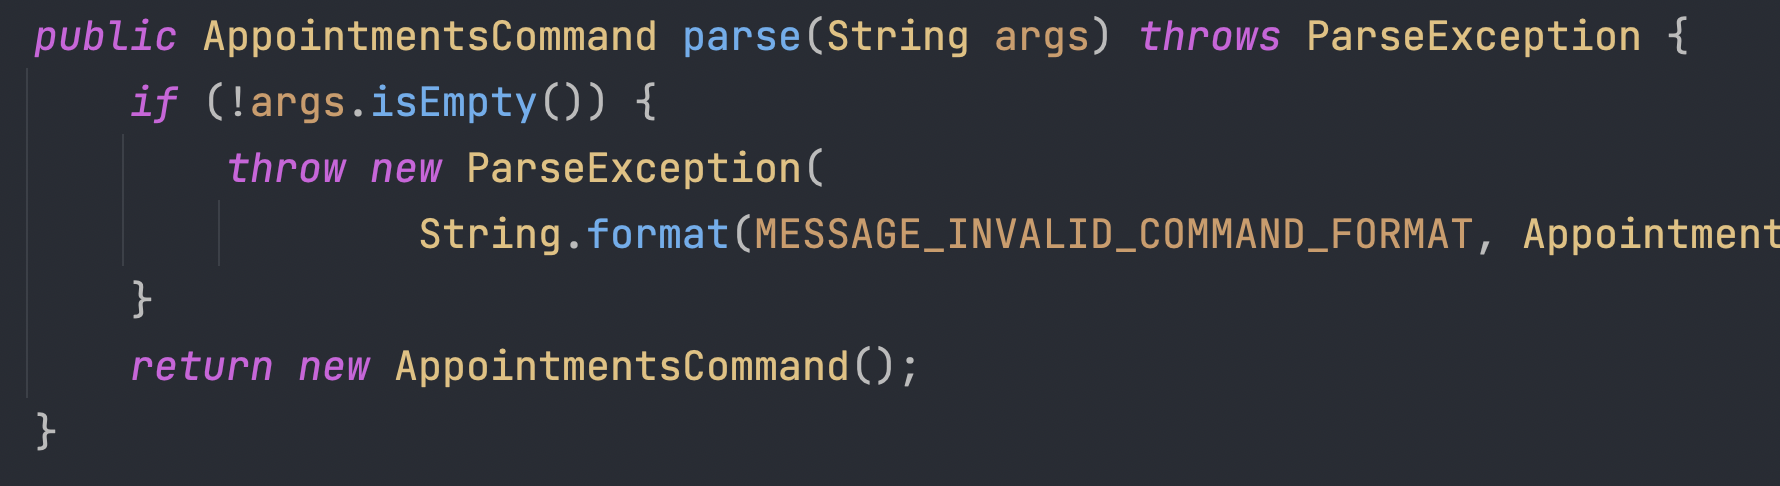 public AppointmentsCommand parse(String args) throws ParseException {
if (!args.isEmpty()) {
throw new ParseException(
String.format(MESSAGE_INVALID_COMMAND_FORMAT, Appointment
}
return new AppointmentsCommand();
}